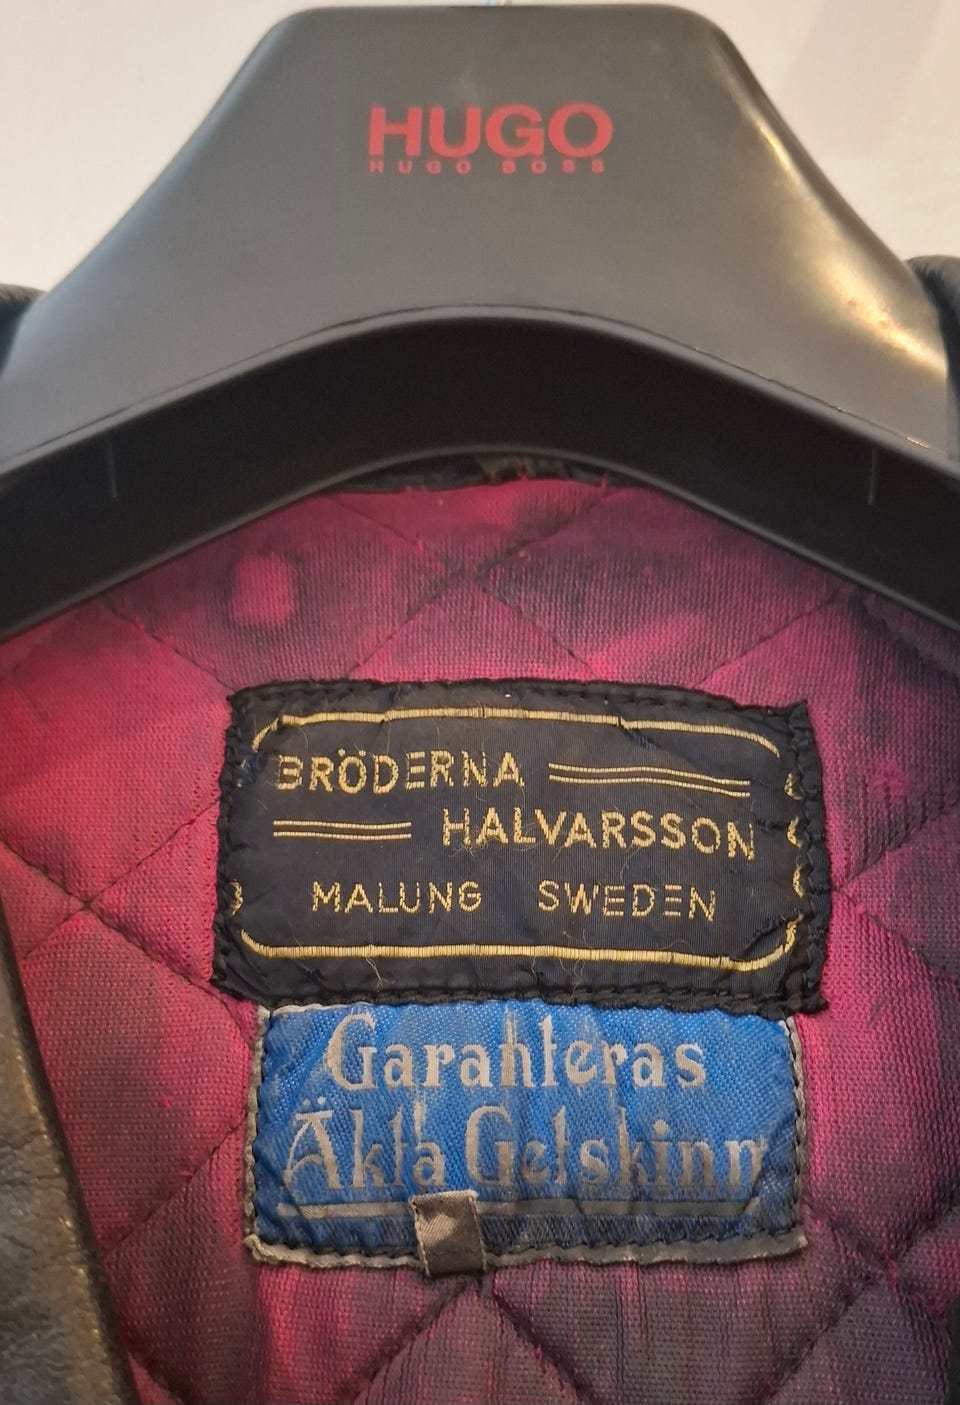 HUGO
HUGO BOSS
BRÖDERNA
HALVARSSON
MALUNG SWEDEN
Garanteras
Äkta Getskinn